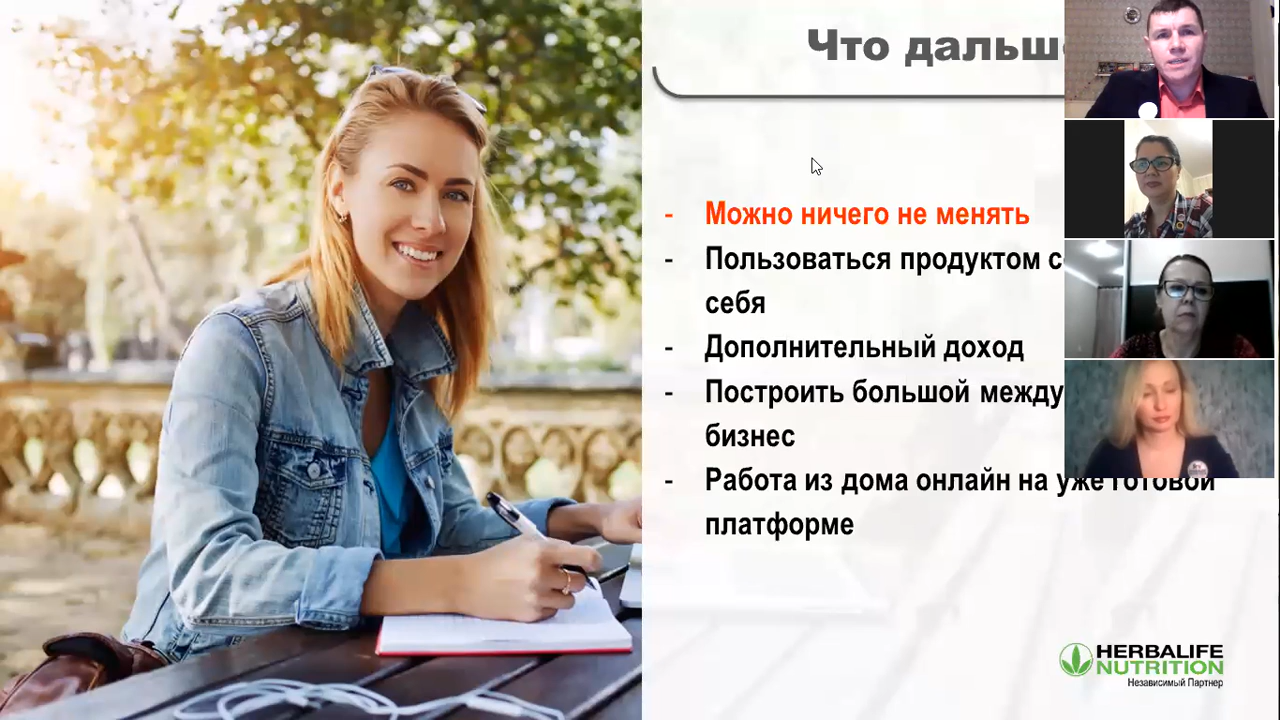 Что дальш
- Можно ничего не менять
- Пользоваться продуктом
себя
- Дополнительный доход
- Построить большой между
бизнес
- Работа из дома онлайн на уже готовой
платформе
HERBALIFE
NUTRITION
Независимый Партнер